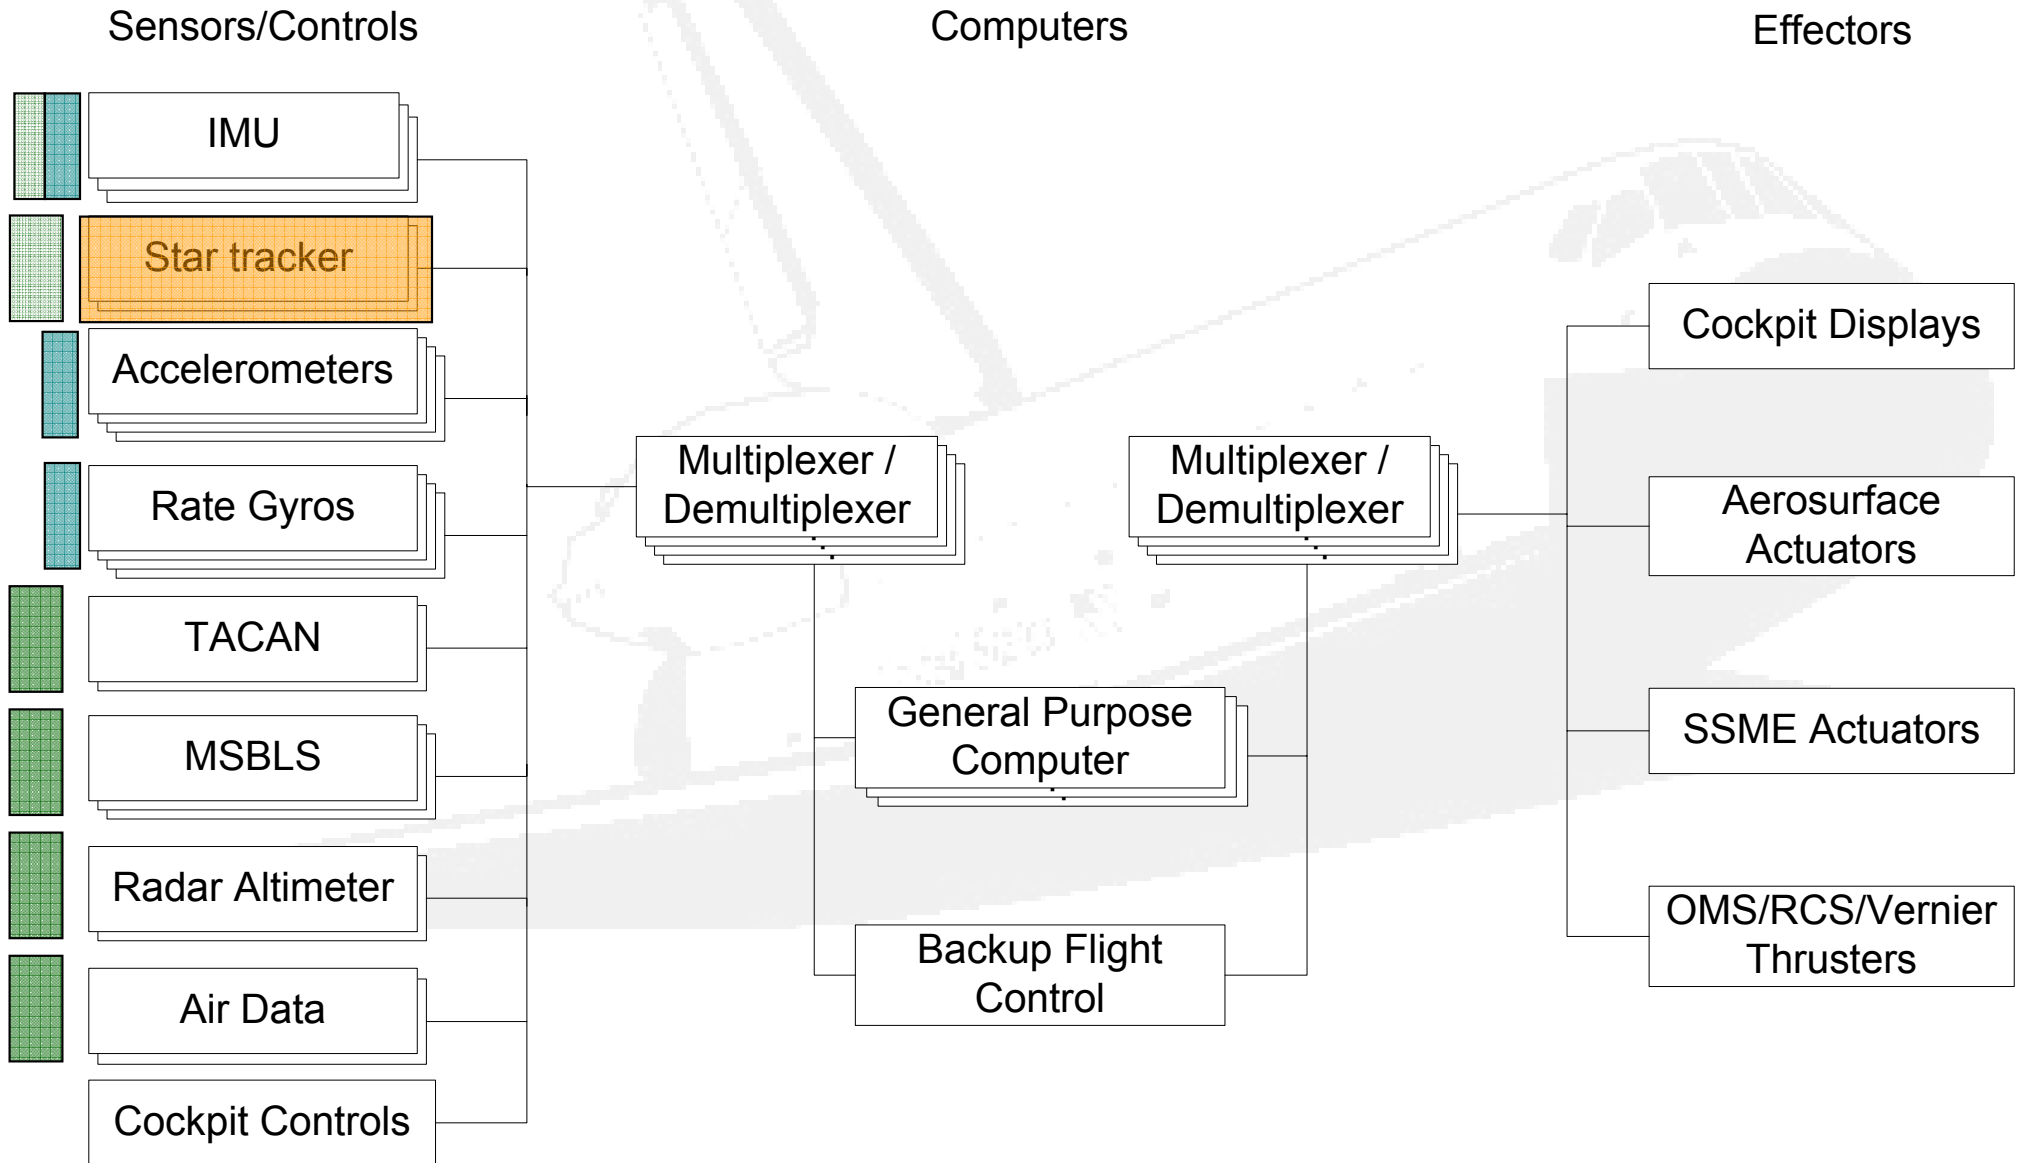 Sensors/Controls
Computers
Effectors
IMU
Star tracker
Accelerometers
Rate Gyros
TACAN
MSBLS
Radar Altimeter
Air Data
Cockpit Controls
Multiplexer /
Demultiplexer
Multiplexer /
Demultiplexer
General Purpose
Computer
Backup Flight
Control
Cockpit Displays
Aerosurface
Actuators
SSME Actuators
OMS/RCS/Vernier
Thrusters